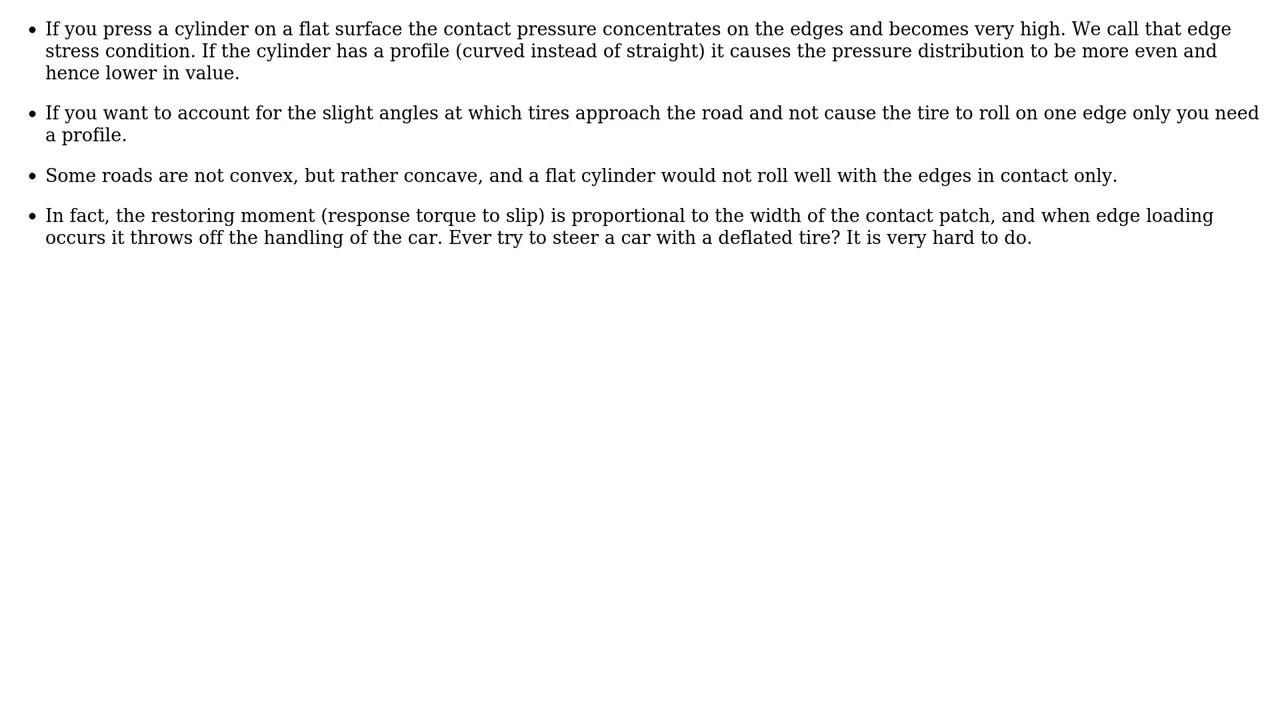 • If you press a cylinder on a flat surface the contact pressure concentrates on the edges and becomes very high. We call that edge
stress condition. If the cylinder has a profile (curved instead of straight) it causes the pressure distribution to be more even and
hence lower in value.
• If you want to account for the slight angles at which tires approach the road and not cause the tire to roll on one edge only you need
a profile.
• Some roads are not convex, but rather concave, and a flat cylinder would not roll well with the edges in contact only.
• In fact, the restoring moment (response torque to slip) is proportional to the width of the contact patch, and when edge loading
occurs it throws off the handling of the car. Ever try to steer a car with a deflated tire? It is very hard to do.